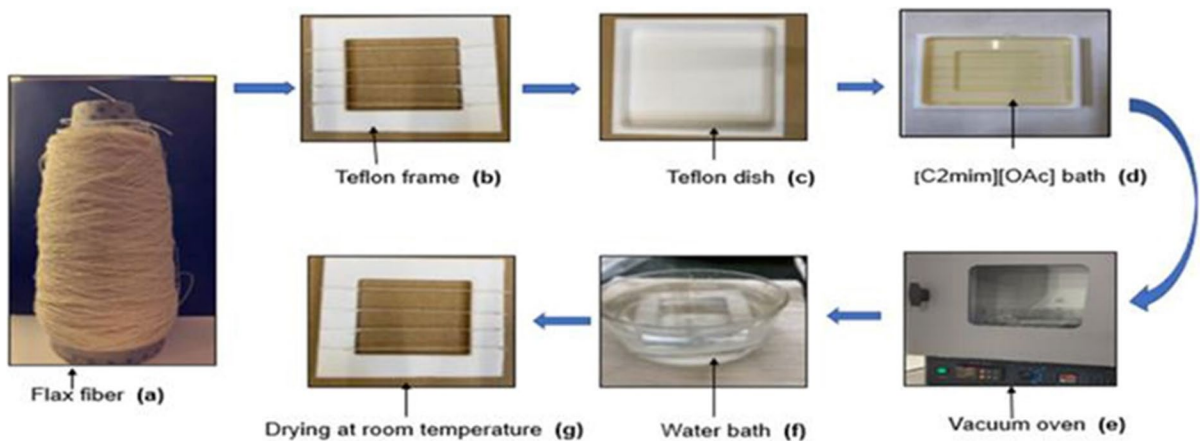 Flax fiber (a)
Teflon frame (b)
Teflon dish (c)
[C2mim][OAc] bath (d)
Vacuum oven (e)
Water bath (f)
Drying at room temperature (g)